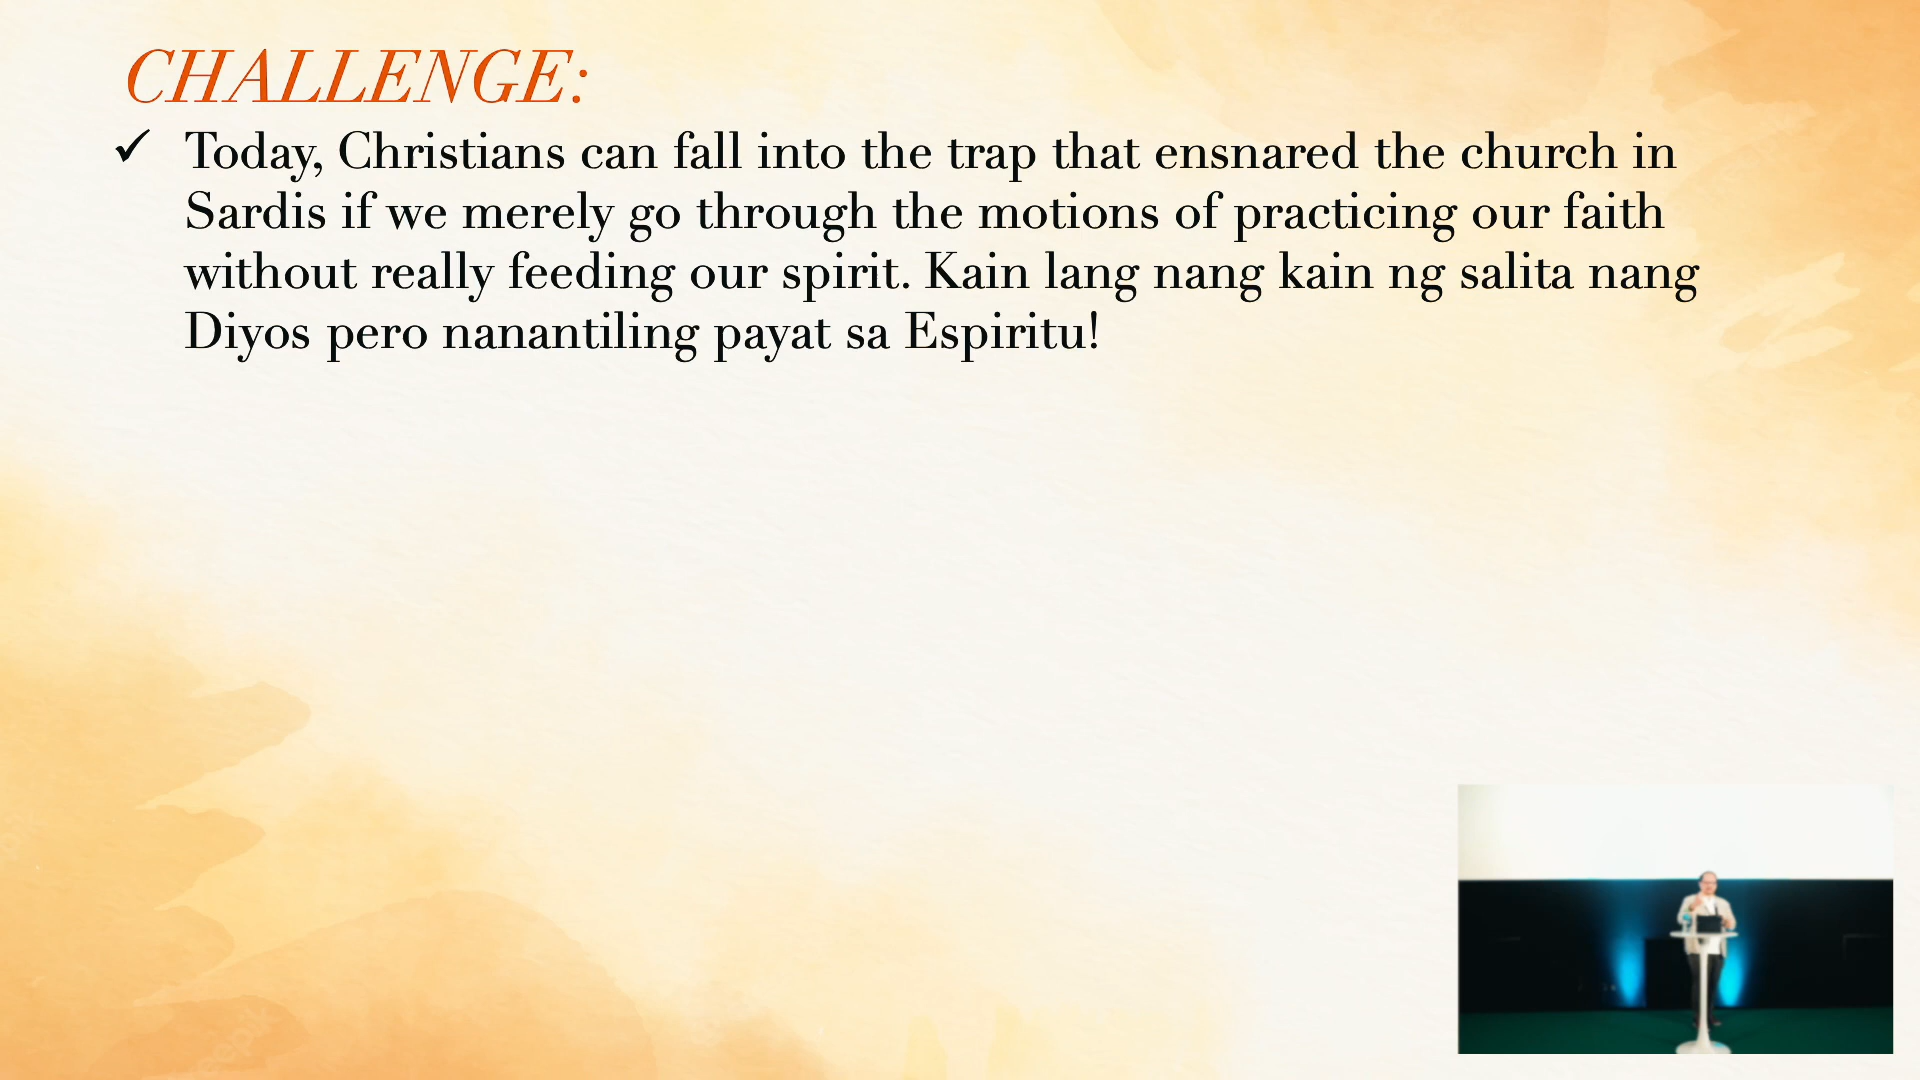 CHALLENGE:
✓ Today, Christians can fall into the trap that ensnared the church in
Sardis if we merely go through the motions of practicing our faith
without really feeding our spirit. Kain lang nang kain ng salita nang
Diyos pero nanantiling payat sa Espiritu!